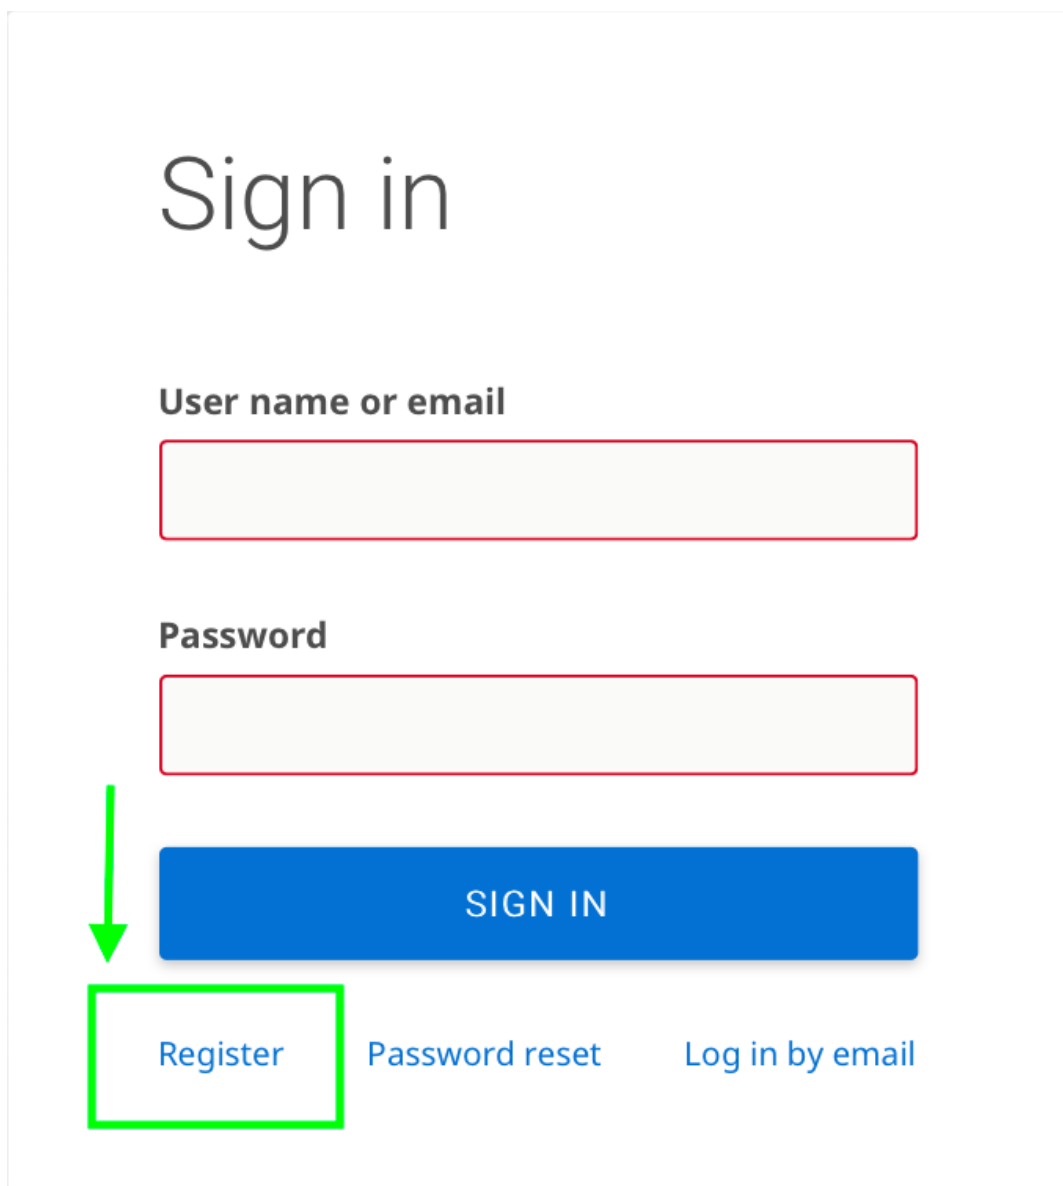 Sign in
User name or email
Password
SIGN IN
Register Password reset Log in by email